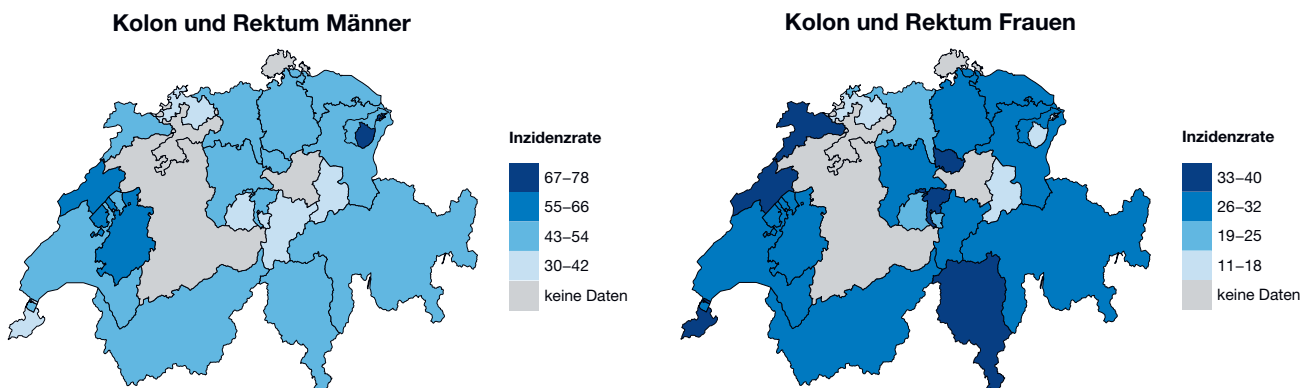 Kolon und Rektum Männer
Inzidenzrate
67–78
55–66
43–54
30–42
keine Daten
Kolon und Rektum Frauen
Inzidenzrate
33–40
26–32
19–25
11–18
keine Daten